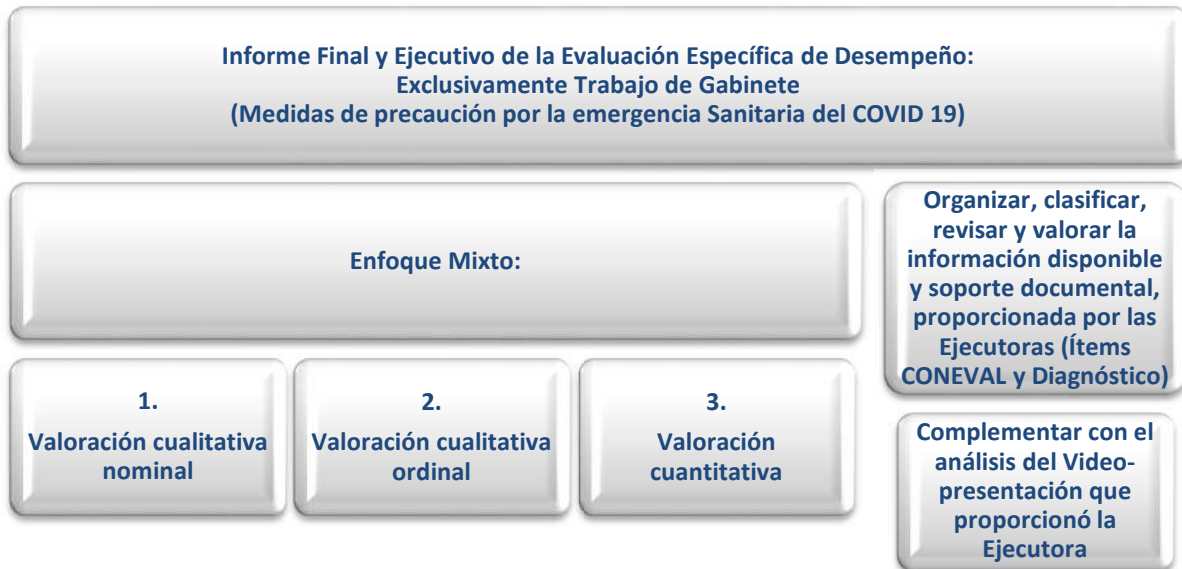 Informe Final y Ejecutivo de la Evaluación Específica de Desempeño:
Exclusivamente Trabajo de Gabinete
(Medidas de precaución por la emergencia Sanitaria del COVID 19)
Enfoque Mixto:
1.
Valoración cualitativa
nominal
2.
Valoración cualitativa
ordinal
3.
Valoración
cuantitativa
Organizar, clasificar,
revisar y valorar la
información disponible
y soporte documental,
proporcionada por las
Ejecutoras (Ítems
CONEVAL y Diagnóstico)
Complementar con el
análisis del Video-
presentación que
proporcionó la
Ejecutora